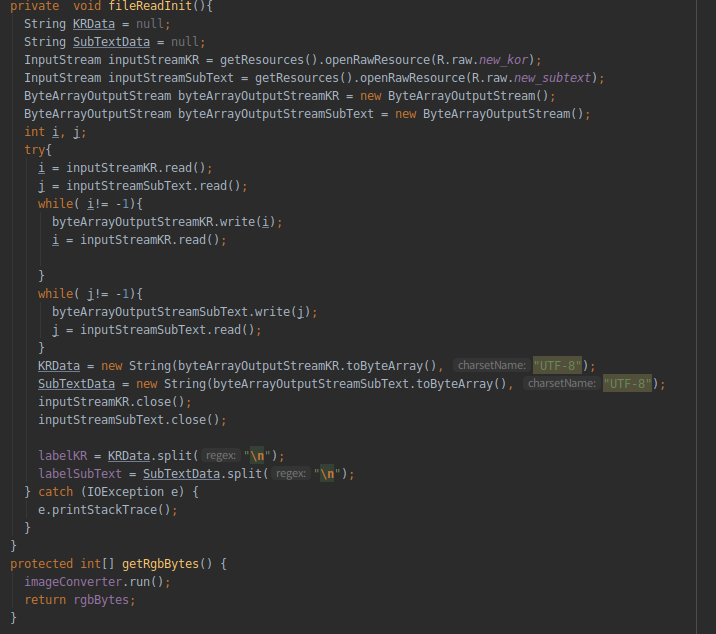 private  void fileReadInit(){
String KRData = null;
String SubTextData = null;
InputStream inputStreamKR = getResources().openRawResource(R.raw.new_kor);
InputStream inputStreamSubText = getResources().openRawResource(R.raw.new_subtext);
ByteArrayOutputStream byteArrayOutputStreamKR = new ByteArrayOutputStream();
ByteArrayOutputStream byteArrayOutputStreamSubText = new ByteArrayOutputStream();
int i, j;
try{
i = inputStreamKR.read();
j = inputStreamSubText.read();
while( i!= -1){
byteArrayOutputStreamKR.write(i);
i = inputStreamKR.read();
}
while( j!= -1){
byteArrayOutputStreamSubText.write(j);
j = inputStreamSubText.read();
}
KRData = new String(byteArrayOutputStreamKR.toByteArray(), charsetName: "UTF-8");
SubTextData = new String(byteArrayOutputStreamSubText.toByteArray(), charsetName: "UTF-8");
inputStreamKR.close();
inputStreamSubText.close();
labelKR = KRData.split( regex: "\n");
labelSubText = SubTextData.split( regex: "\n");
} catch (IOException e) {
e.printStackTrace();
}
}
protected int[] getRgbBytes() {
imageConverter.run();
return rgbBytes;
}